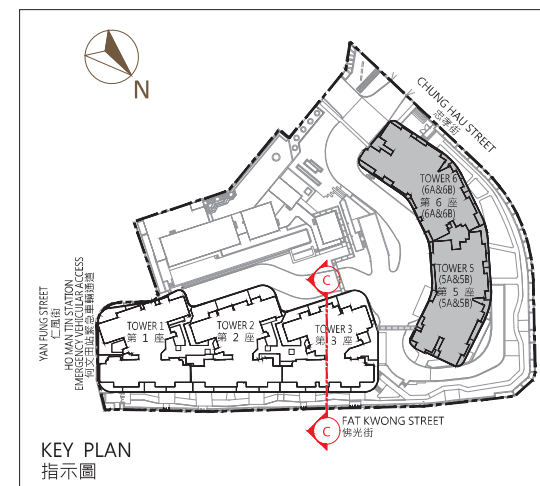 N
CHUNG HAU STREET
忠孝街
TOWER 6
(6A&6B)
第 6 座
(6A&6B)
TOWER 5
(5A&5B)
第 5 座
(5A&5B)
C
YAN FUNG STREET
仁風街
HO MAN TIN STATION
EMERGENCY VEHICULAR ACCESS
何文田站緊急車輛通道
TOWER 1
第 1 座
TOWER 2
第 2 座
TOWER 3
第 3 座
C
FAT KWONG STREET
佛光街
KEY PLAN
指示圖